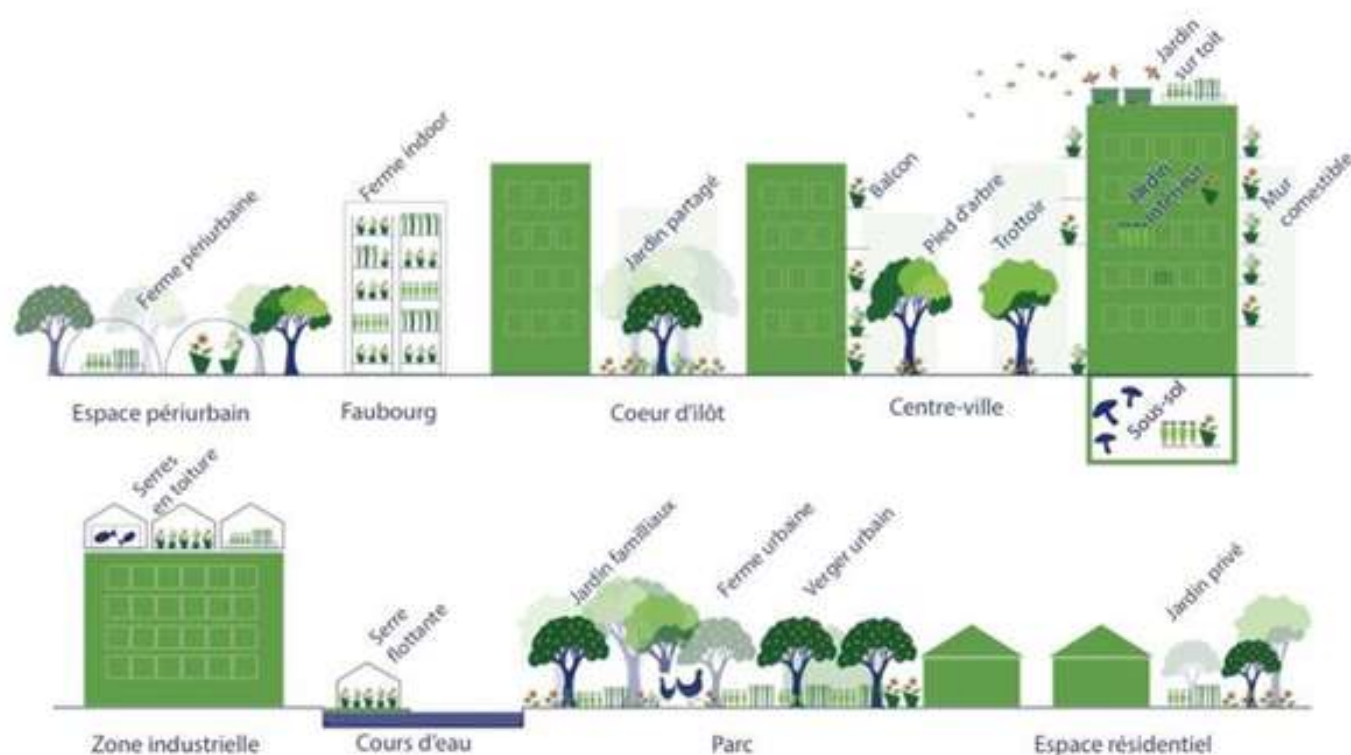 Ferme périurbaine
Ferme indoor
Jardin partagé
Balcon
Pied d'arbre
Trottoir
Jardin
sur toit
Jardin
intérieur
Mur
comestible
Espace périurbain
Faubourg
Coeur d'ilôt
Centre-ville
Sous-sol
Serres
en toiture
Serre
flottante
Jardin familliaux
Ferme urbaine
Verger urbain
Jardin privé
Zone industrielle
Cours d'eau
Parc
Espace résidentiel